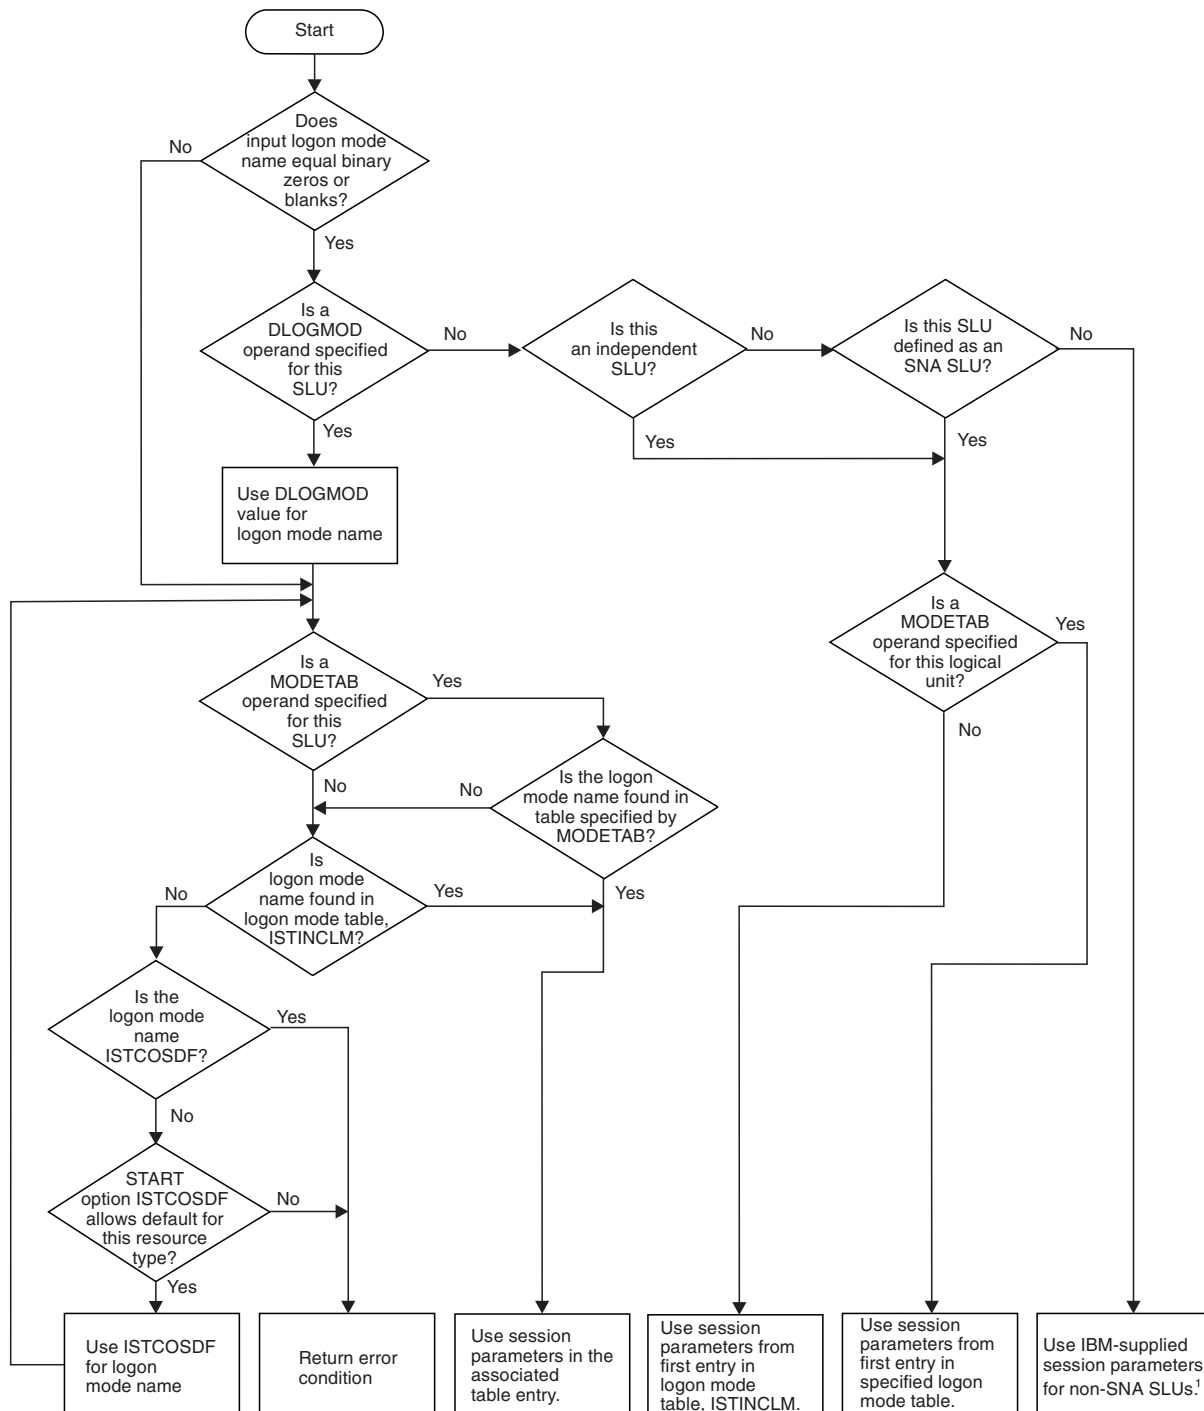 Start
Does
input logon mode
name equal binary
zeros or
blanks?
No
Yes
Is a
DLOGMOD
operand specified
for this
SLU?
No
Is this
an independent
SLU?
No
Is this SLU
defined as an
SNA SLU?
No
Yes
Yes
Yes
Use DLOGMOD
value for
logon mode name
Is a
MODETAB
operand specified
for this logical
unit?
Yes
No
Is a
MODETAB
operand specified
for this
SLU?
Yes
No
Is the logon
mode name found in
table specified by
MODETAB?
No
Yes
Is
logon mode
name found in
logon mode table,
ISTINCLM?
No
Yes
Is the
logon mode
name
ISTCOSDF?
Yes
No
START
option ISTCOSDF
allows default for
this resource
type?
No
Yes
Use ISTCOSDF
for logon
mode name
Return error
condition
Use session
parameters in the
associated
table entry.
Use session
parameters from
first entry in
logon mode
table, ISTINCLM.
Use session
parameters from
first entry in
specified logon
mode table.
Use IBM-supplied
session parameters
for non-SNA SLUs.¹